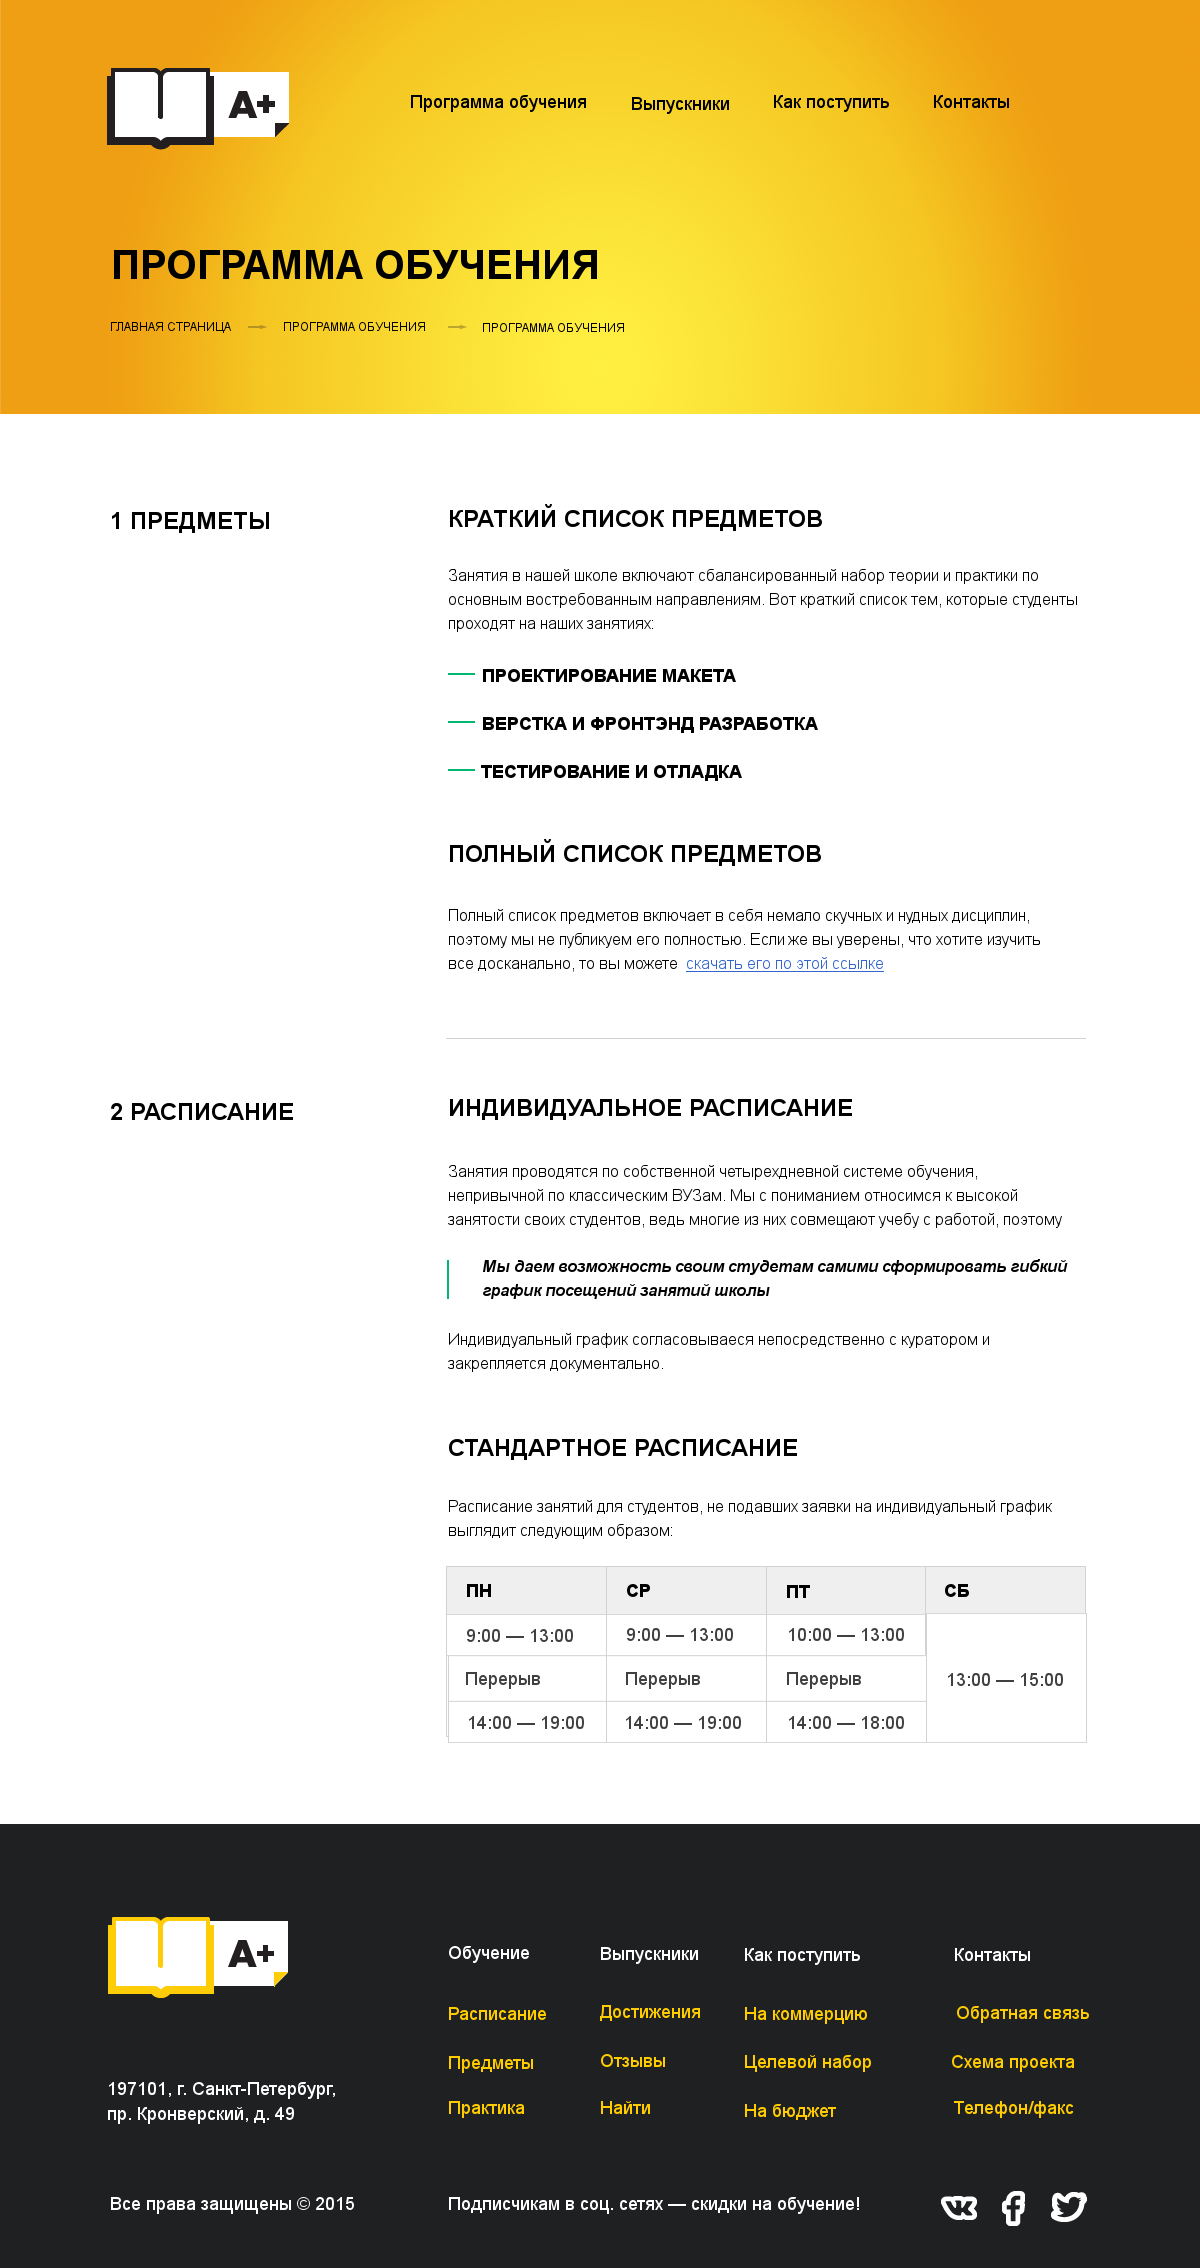 A+
Программа обучения Выпускники Как поступить Контакты
ПРОГРАММА ОБУЧЕНИЯ
ГЛАВНАЯ СТРАНИЦА ПРОГРАММА ОБУЧЕНИЯ ПРОГРАММА ОБУЧЕНИЯ
1 ПРЕДМЕТЫ
КРАТКИЙ СПИСОК ПРЕДМЕТОВ
Занятия в нашей школе включают сбалансированный набор теории и практики по
основным востребованным направлениям. Вот краткий список тем, которые студенты
проходят на наших занятиях:
ПРОЕКТИРОВАНИЕ МАКЕТА
ВЕРСТКА И ФРОНТЭНД РАЗРАБОТКА
ТЕСТИРОВАНИЕ И ОТЛАДКА
ПОЛНЫЙ СПИСОК ПРЕДМЕТОВ
Полный список предметов включает в себя немало скучных и нудных дисциплин,
поэтому мы не публикуем его полностью. Если же вы уверены, что хотите изучить
все досканально, то вы можете скачать его по этой ссылке
2 РАСПИСАНИЕ
ИНДИВИДУАЛЬНОЕ РАСПИСАНИЕ
Занятия проводятся по собственной четырехдневной системе обучения,
непривычной по классическим ВУЗам. Мы с пониманием относимся к высокой
занятости своих студентов, ведь многие из них совмещают учебу с работой, поэтому
Мы даем возможность своим студетам самими сформировать гибкий
график посещений занятий школы
Индивидуальный график согласовываеся непосредственно с куратором и
закрепляется документально.
СТАНДАРТНОЕ РАСПИСАНИЕ
Расписание занятий для студентов, не подавших заявки на индивидуальный график
выглядит следующим образом:
ПН СР ПТ СБ
9:00 — 13:00 9:00 — 13:00 10:00 — 13:00
Перерыв Перерыв Перерыв 13:00 — 15:00
14:00 — 19:00 14:00 — 19:00 14:00 — 18:00
A+
Обучение Выпускники Как поступить Контакты
Расписание Достижения На коммерцию Обратная связь
Предметы Отзывы Целевой набор Схема проекта
Практика Найти На бюджет Телефон/факс
197101, г. Санкт-Петербург,
пр. Кронверский, д. 49
Все права защищены © 2015
Подписчикам в соц. сетях — скидки на обучение!